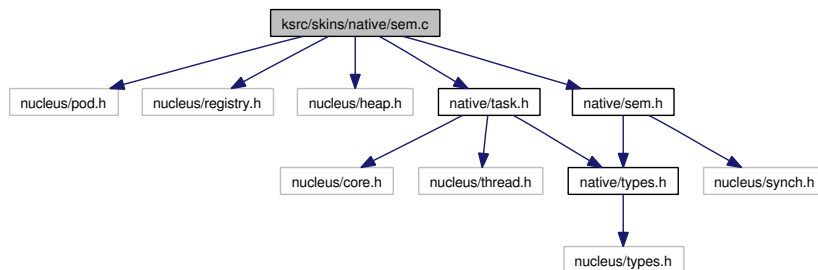 ksrc/skins/native/sem.c
nucleus/pod.h
nucleus/registry.h
nucleus/heap.h
native/task.h
native/sem.h
nucleus/core.h
nucleus/thread.h
native/types.h
nucleus/synch.h
nucleus/types.h